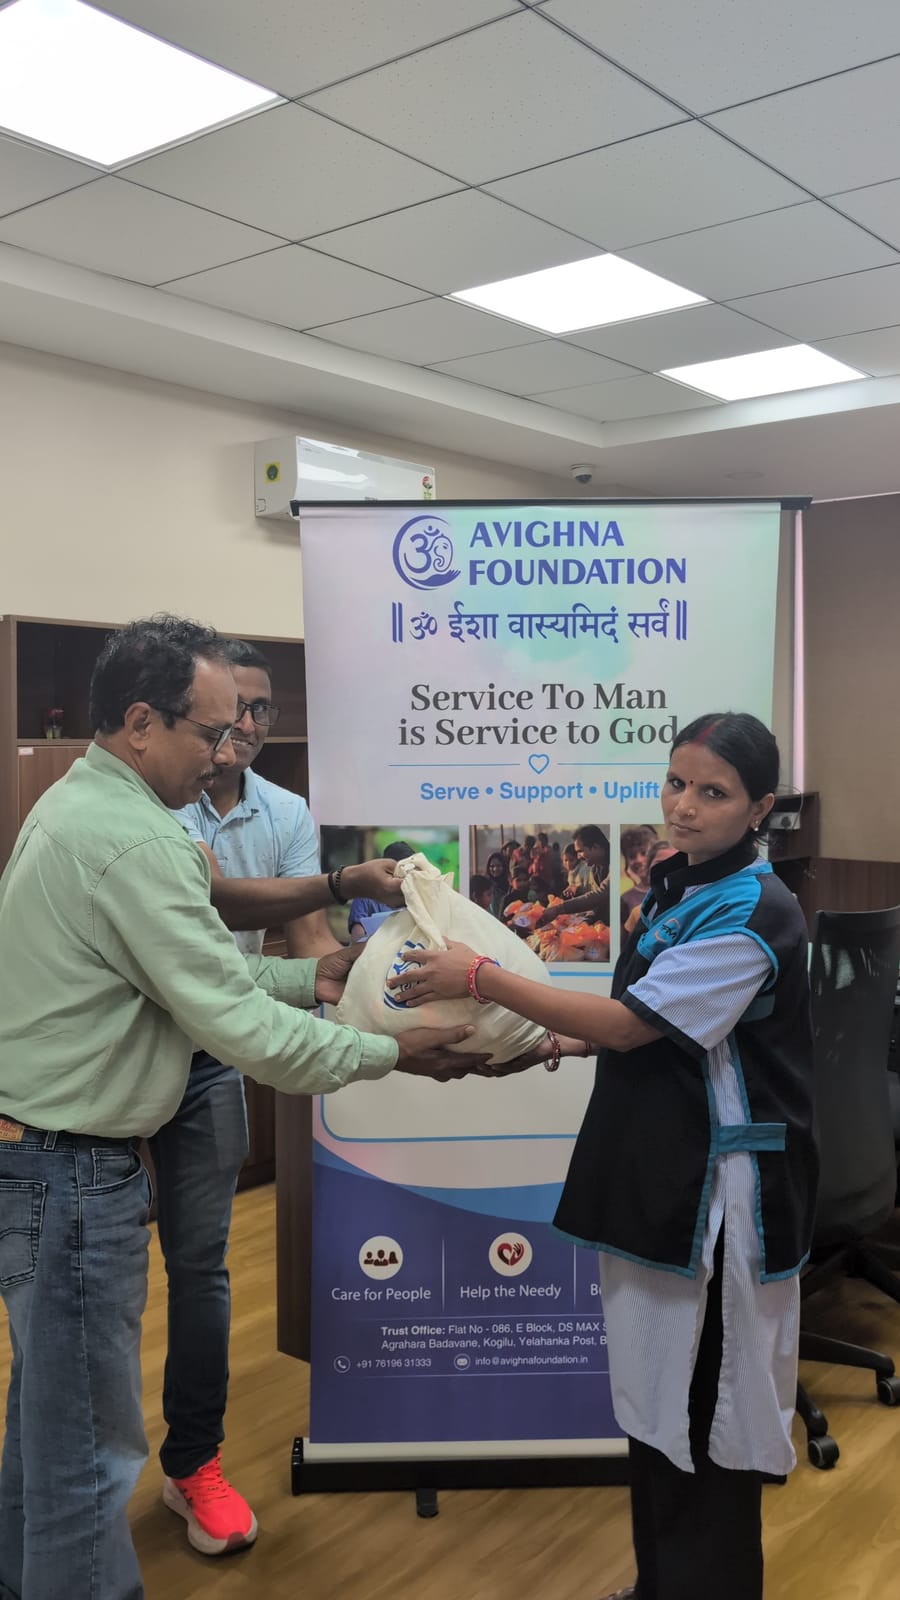 AVIGHNA
FOUNDATION
॥ॐ ईशा वास्यमिदं सर्वं॥
Service To Man
is Service to God
Serve • Support • Uplift
Care for People
Help the Needy
Trust Office: Flat No - 086, E Block, DS MAX
Agrahara Badavane, Kogilu, Yelahanka Post,
+91 76196 31333
info@avighnafoundation.in